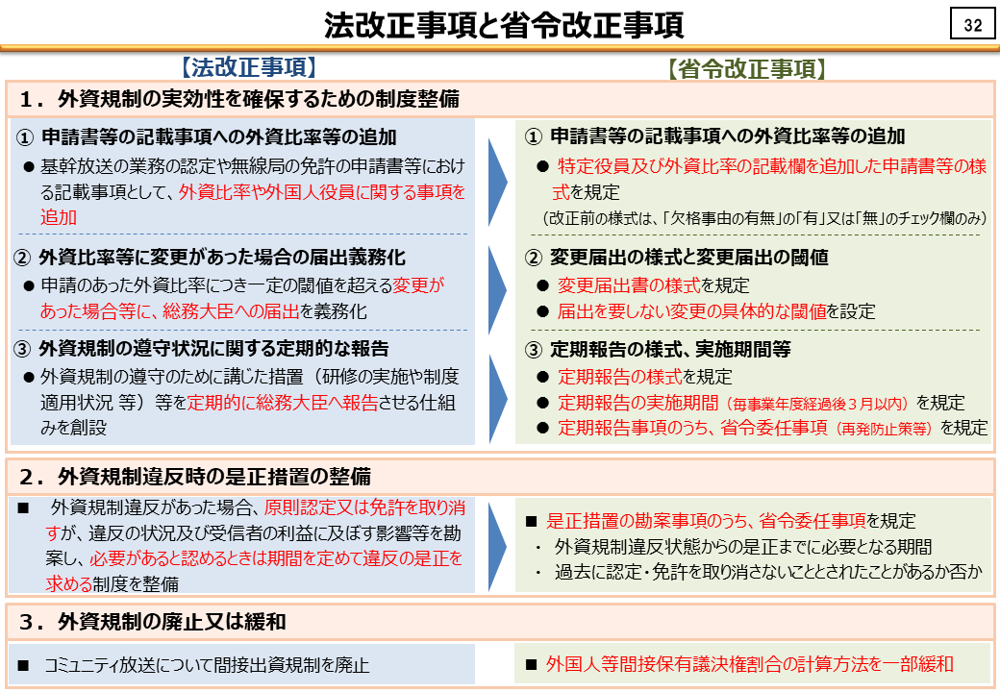 法改正事項と省令改正事項
32
【法改正事項】
【省令改正事項】
１．外資規制の実効性を確保するための制度整備
① 申請書等の記載事項への外資比率等の追加
● 基幹放送の業務の認定や無線局の免許の申請書等におけ
る記載事項として、外資比率や外国人役員に関する事項を
追加
② 外資比率等に変更があった場合の届出義務化
● 申請のあった外資比率につき一定の閾値を超える変更が
あった場合等に、総務大臣への届出を義務化
③ 外資規制の遵守状況に関する定期的な報告
● 外資規制の遵守のために講じた措置（研修の実施や制度
適用状況 等）等を定期的に総務大臣へ報告させる仕組
みを創設
① 申請書等の記載事項への外資比率等の追加
● 特定役員及び外資比率の記載欄を追加した申請書等の様
式を規定
（改正前の様式は、「欠格事由の有無」の「有」又は「無」のチェック欄のみ）
② 変更届出の様式と変更届出の閾値
● 変更届出書の様式を規定
● 届出を要しない変更の具体的な閾値を設定
③ 定期報告の様式、実施期間等
● 定期報告の様式を規定
● 定期報告の実施期間（毎事業年度経過後３月以内）を規定
● 定期報告事項のうち、省令委任事項（再発防止策等）を規定
２．外資規制違反時の是正措置の整備
■ 外資規制違反があった場合、原則認定又は免許を取り消
すが、違反の状況及び受信者の利益に及ぼす影響等を勘
案し、必要があると認めるときは期間を定めて違反の是正を
求める制度を整備
■ 是正措置の勘案事項のうち、省令委任事項を規定
・ 外資規制違反状態からの是正までに必要となる期間
・ 過去に認定・免許を取り消さないこととされたことがあるか否か
３．外資規制の廃止又は緩和
■ コミュニティ放送について間接出資規制を廃止
■ 外国人等間接保有議決権割合の計算方法を一部緩和